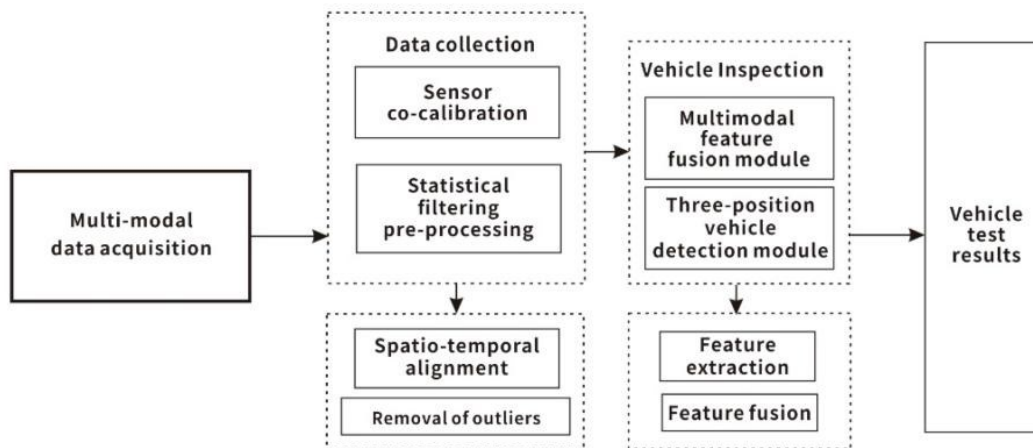 Multi-modal
data acquisition
Data collection
Sensor
co-calibration
Statistical
filtering
pre-processing
Spatio-temporal
alignment
Removal of outliers
Vehicle Inspection
Multimodal
feature
fusion module
Three-position
vehicle
detection module
Feature
extraction
Feature fusion
Vehicle
test
results